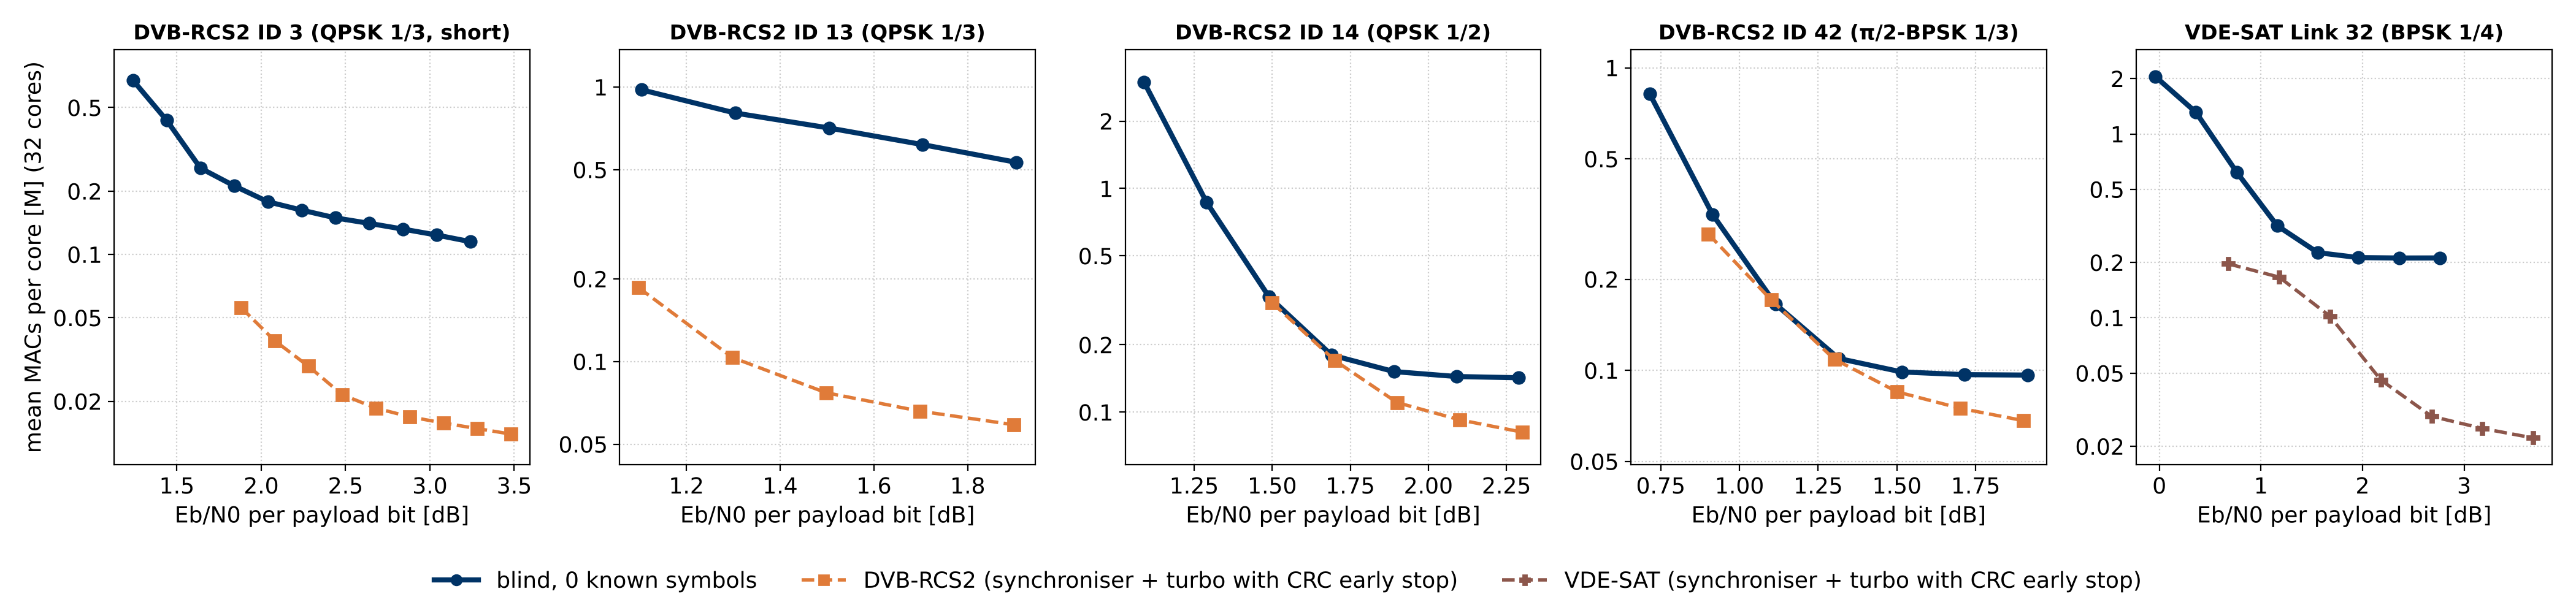 DVB-RCS2 ID 3 (QPSK 1/3, short)
DVB-RCS2 ID 13 (QPSK 1/3)
DVB-RCS2 ID 14 (QPSK 1/2)
DVB-RCS2 ID 42 (π/2-BPSK 1/3)
VDE-SAT Link 32 (BPSK 1/4)
mean MACs per core [M] (32 cores)
0.5
0.2
0.1
0.05
0.02
1.5 2.0 2.5 3.0 3.5
Eb/N0 per payload bit [dB]
1
0.5
0.2
0.1
0.05
1.2 1.4 1.6 1.8
Eb/N0 per payload bit [dB]
2
1
0.5
0.2
0.1
1.25 1.50 1.75 2.00 2.25
Eb/N0 per payload bit [dB]
1
0.5
0.2
0.1
0.05
0.75 1.00 1.25 1.50 1.75
Eb/N0 per payload bit [dB]
2
1
0.5
0.2
0.1
0.05
0.02
0 1 2 3
Eb/N0 per payload bit [dB]
blind, 0 known symbols
DVB-RCS2 (synchroniser + turbo with CRC early stop)
VDE-SAT (synchroniser + turbo with CRC early stop)